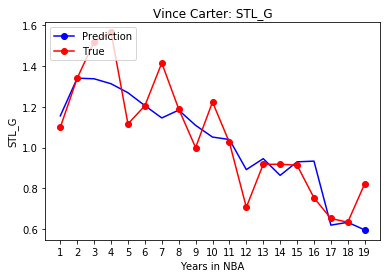 Vince Carter: STL_G
1.6
1.4
1.2
1.0
0.8
0.6
STL_G
Prediction
True
1 2 3 4 5 6 7 8 9 10 11 12 13 14 15 16 17 18 19
Years in NBA